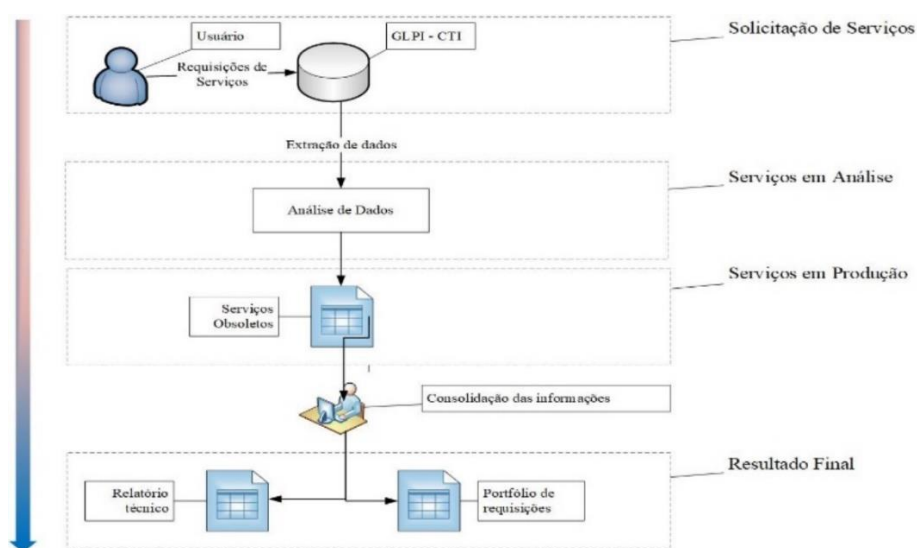 Solicitação de Serviços
Usuário
GLPI - CTI
Requisições de
Serviços
Extração de dados
Serviços em Análise
Análise de Dados
Serviços em Produção
Serviços
Obsoletos
Consolidação das informações
Resultado Final
Relatório
técnico
Portfólio de
requisições